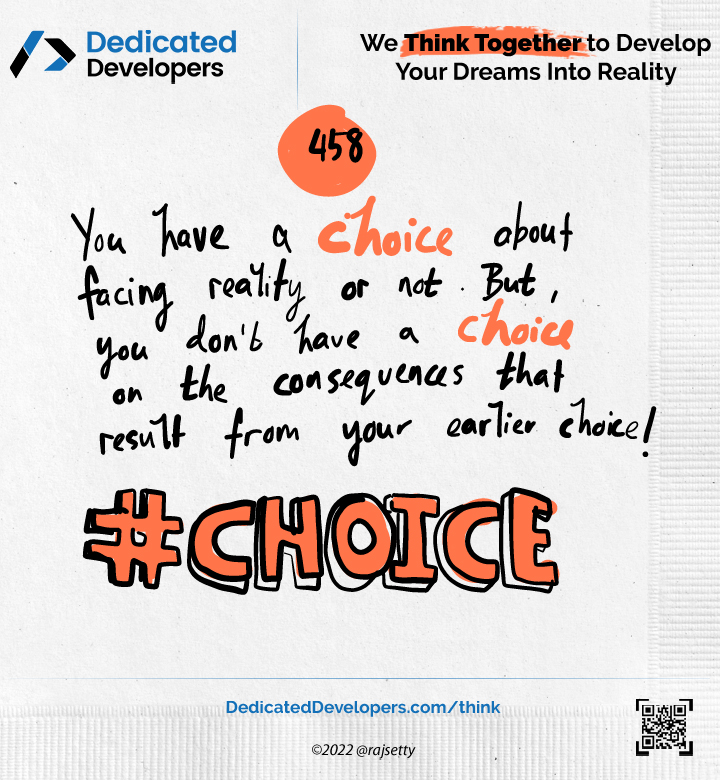 Dedicated
Developers
We Think Together to Develop
Your Dreams Into Reality
458
You have a choice about
facing reality or not. But,
you don't have a choice
on the consequences that
result from your earlier choice!
#CHOICE
DedicatedDevelopers.com/think
©2022 @rajsetty